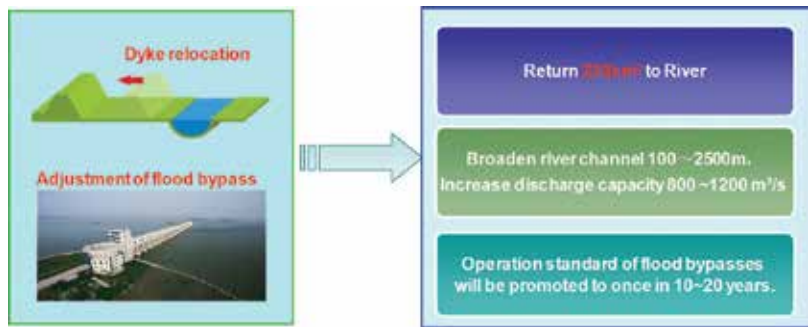 Dyke relocation
Adjustment of flood bypass
Return to River
Broaden river channel 100~2500m.
Increase discharge capacity 800~1200 m³/s
Operation standard of flood bypasses
will be promoted to once in 10~20 years.